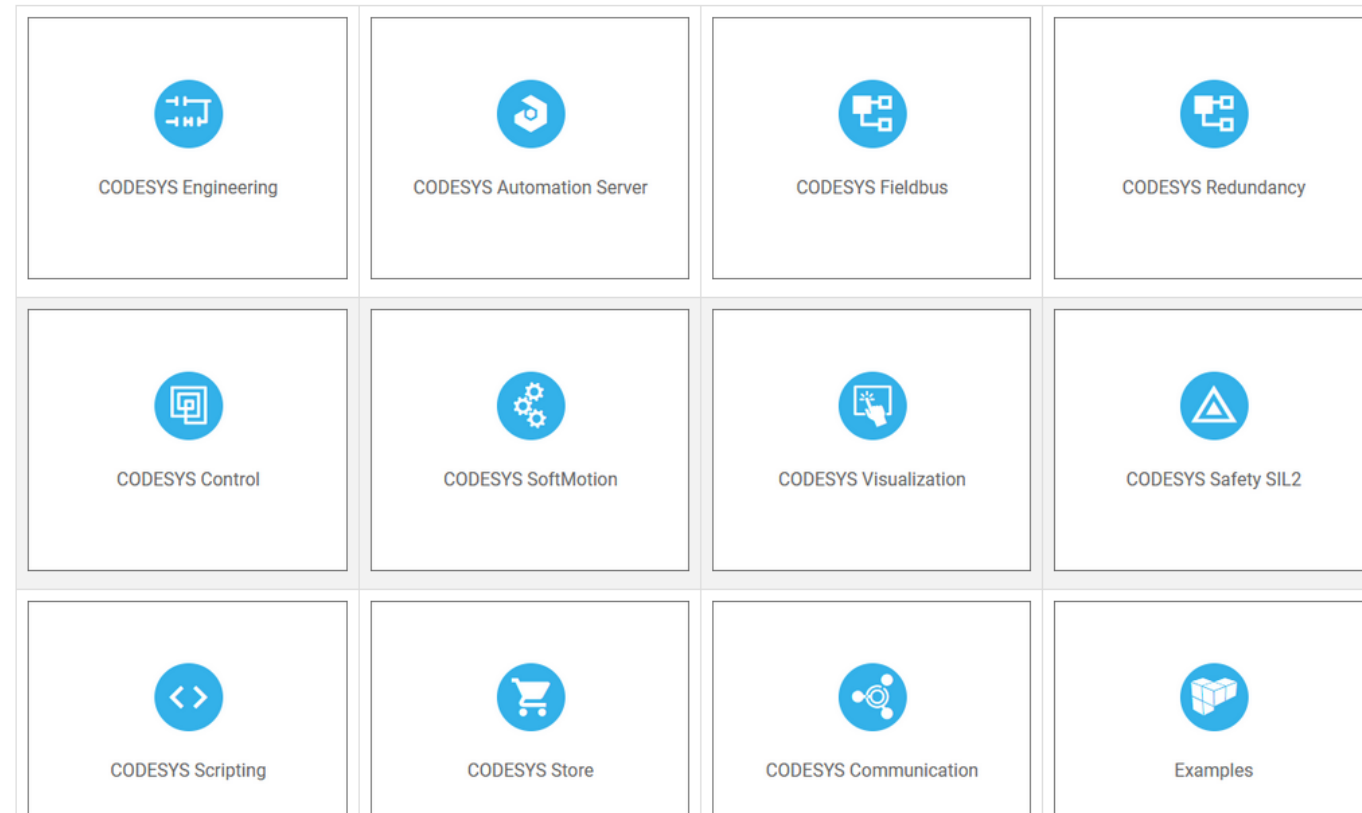 CODESYS Engineering
CODESYS Automation Server
CODESYS Fieldbus
CODESYS Redundancy
CODESYS Control
CODESYS SoftMotion
CODESYS Visualization
CODESYS Safety SIL2
CODESYS Scripting
CODESYS Store
CODESYS Communication
Examples